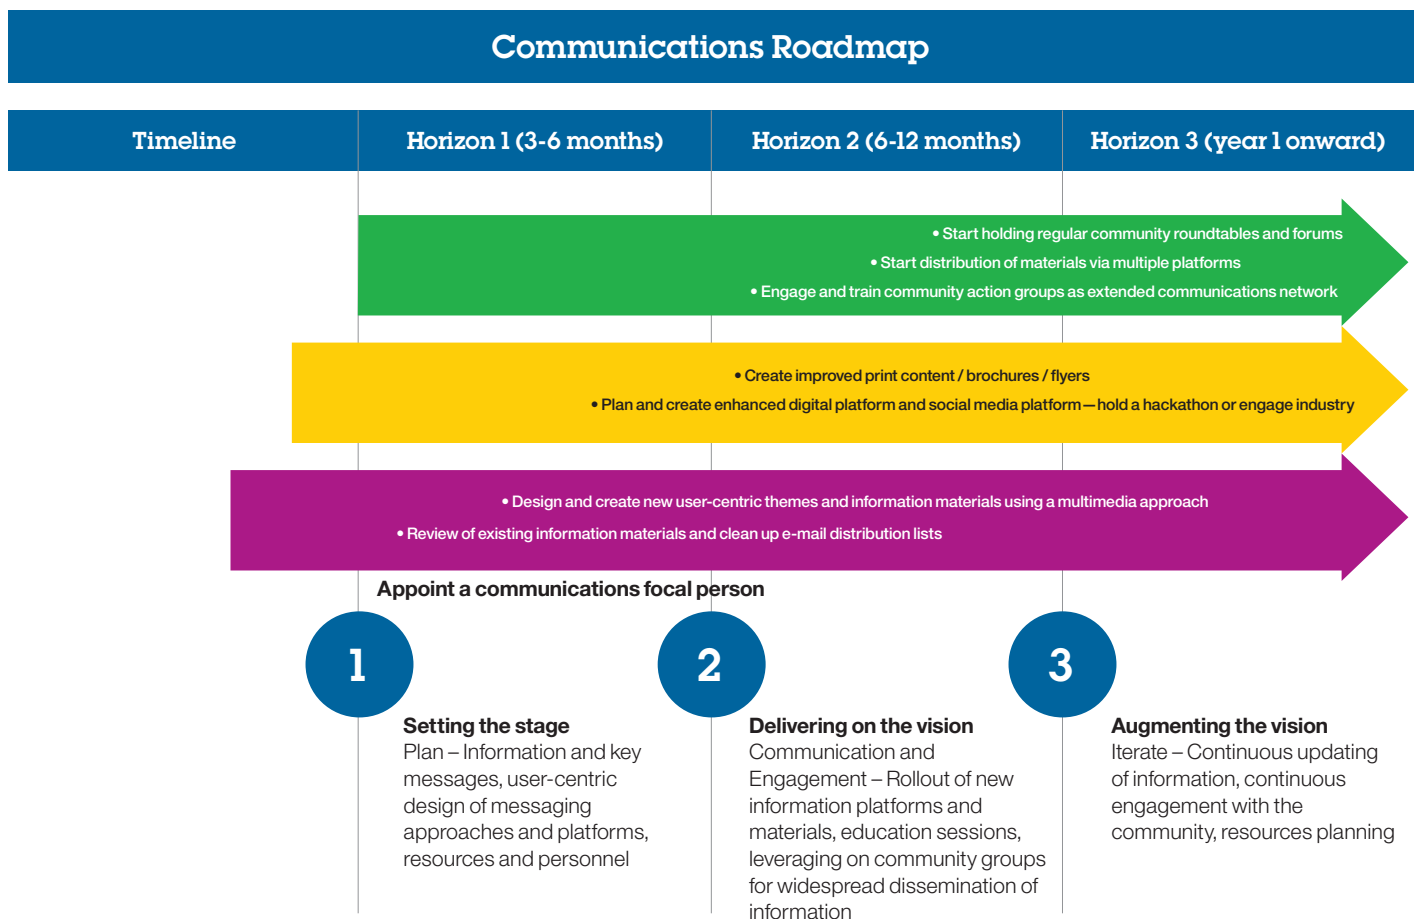 Communications Roadmap
Timeline
Horizon 1 (3-6 months)
Horizon 2 (6-12 months)
Horizon 3 (year 1 onward)
• Start holding regular community roundtables and forums
• Start distribution of materials via multiple platforms
• Engage and train community action groups as extended communications network
• Create improved print content / brochures / flyers
• Plan and create enhanced digital platform and social media platform—hold a hackathon or engage industry
• Design and create new user-centric themes and information materials using a multimedia approach
• Review of existing information materials and clean up e-mail distribution lists
Appoint a communications focal person
1
Setting the stage
Plan – Information and key
messages, user-centric
design of messaging
approaches and platforms,
resources and personnel
2
Delivering on the vision
Communication and
Engagement – Rollout of new
information platforms and
materials, education sessions,
leveraging on community groups
for widespread dissemination of
information
3
Augmenting the vision
Iterate – Continuous updating
of information, continuous
engagement with the
community, resources planning